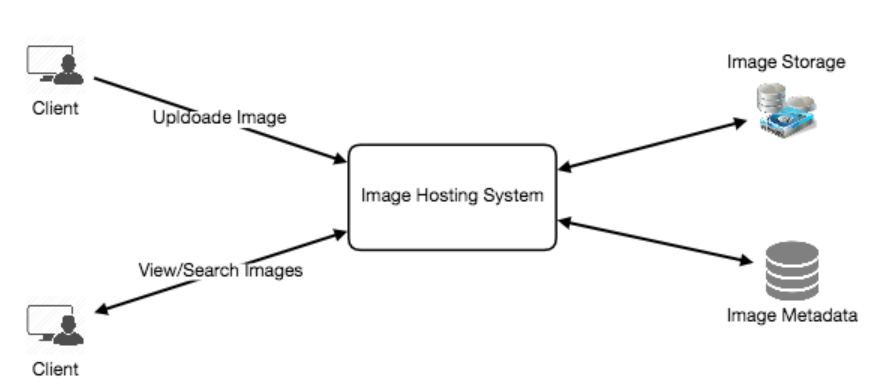 Image Storage
Client
Upldoade Image
Image Hosting System
View/Search Images
Image Metadata
Client